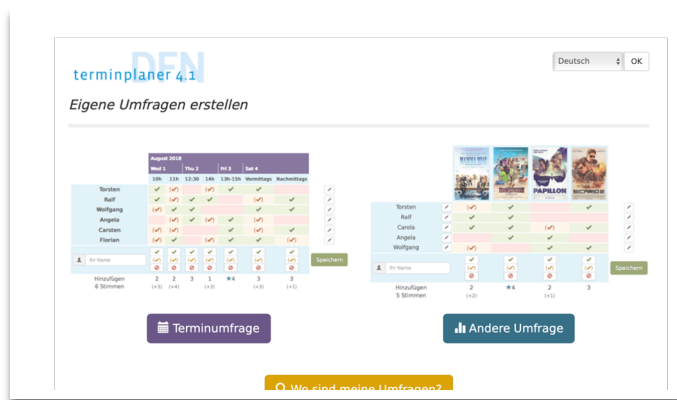 DFN
terminplaner 4.1
Deutsch
OK
Eigene Umfragen erstellen
August 2018
Wed 1 Thu 2 Fri 3 Sat 4
10h 11h 12:30 14h 13h-15h Vormittags Nachmittags
Torsten
Ralf
Wolfgang
Angela
Carsten
Florian
Ihr Name
Speichern
Hinzufügen 2 2 3 1 4 3 3
6 Stimmen (+3) (+4) (+3) (+3) (+1)
PAPILLON
SICARIO 2
Torsten
Ralf
Carola
Angela
Wolfgang
Ihr Name
Speichern
Hinzufügen 2 4 2 3
5 Stimmen (+2) (+1)
Terminumfrage
Andere Umfrage
Wo sind meine Umfragen?